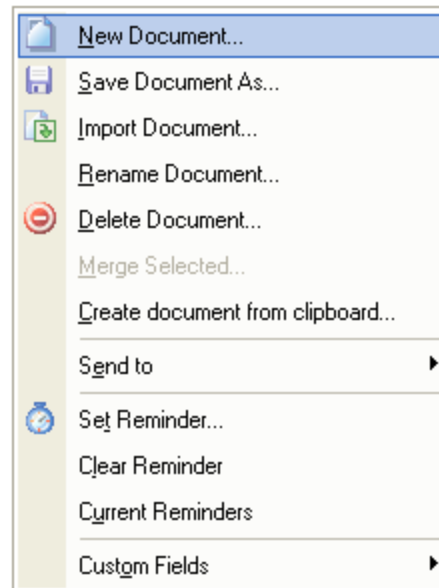 New Document...
Save Document As...
Import Document...
Rename Document...
Delete Document...
Merge Selected...
Create document from clipboard...
Send to
Set Reminder...
Clear Reminder
Current Reminders
Custom Fields